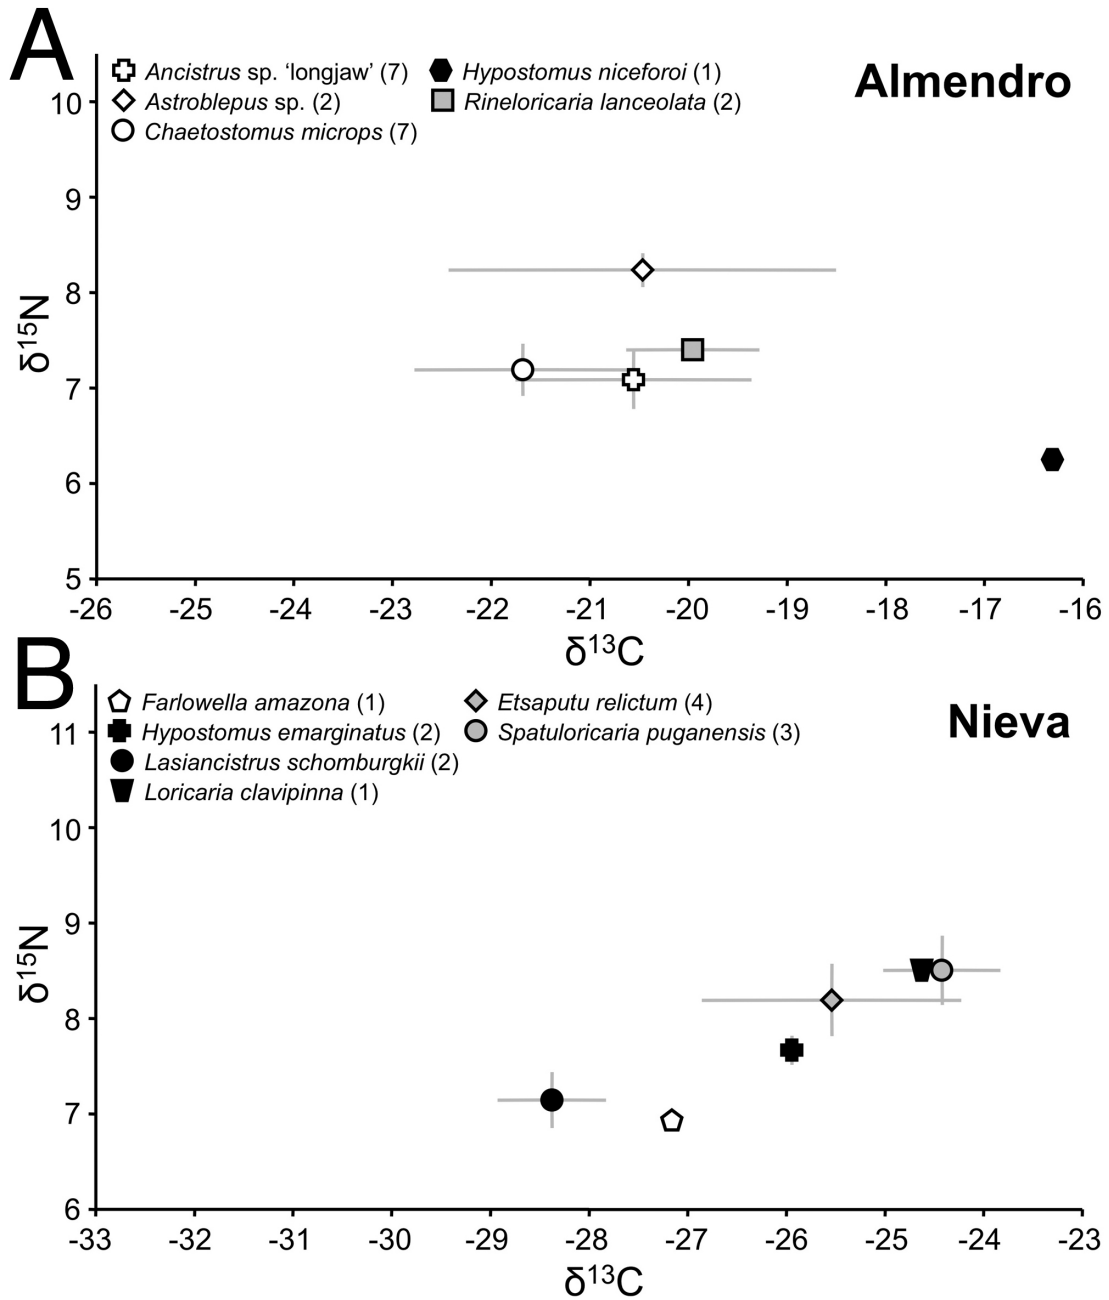 A
Almendro
Ancistrus sp. ‘longjaw’ (7)
Astroblepus sp. (2)
Chaetostomus microps (7)
Hypostomus niceforoi (1)
Rineloricaria lanceolata (2)
10
9
8
7
6
5
δ15N
-26 -25 -24 -23 -22 -21 -20 -19 -18 -17 -16
δ13C
B
Nieva
Farlowella amazona (1)
Hypostomus emarginatus (2)
Lasiancistrus schomburgkii (2)
Loricaria clavipinna (1)
Etsaputu relictum (4)
Spatuloricaria puganensis (3)
11
10
9
8
7
6
δ15N
-33 -32 -31 -30 -29 -28 -27 -26 -25 -24 -23
δ13C